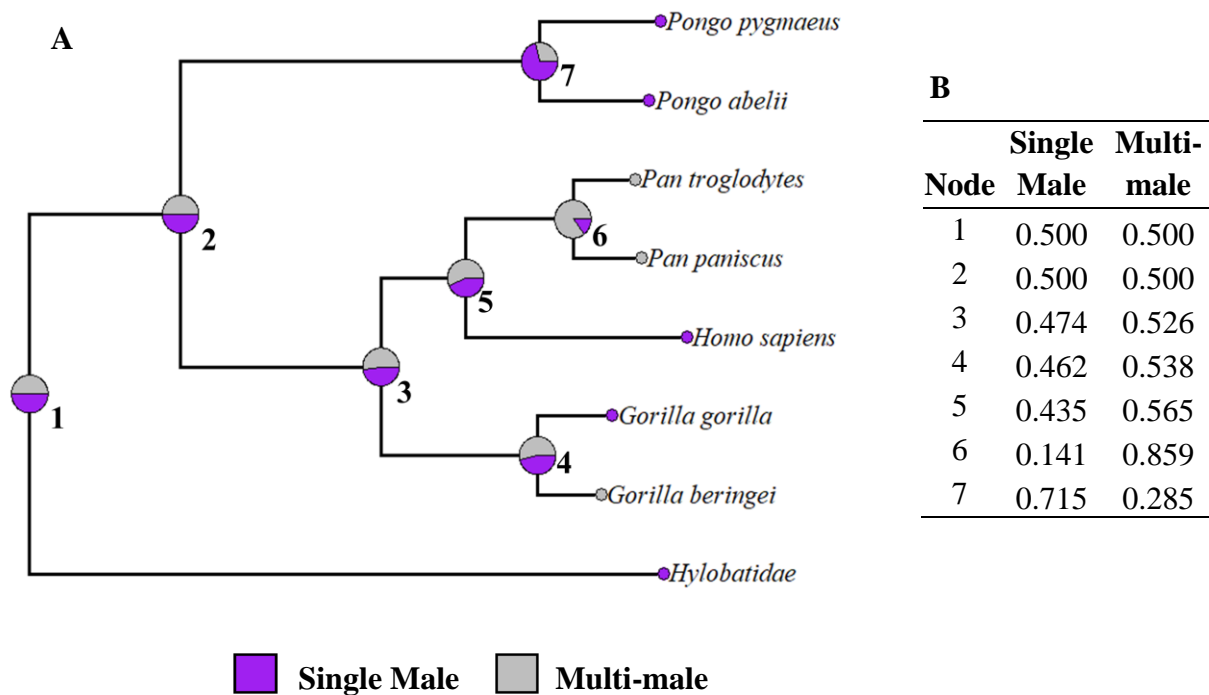 A
Pongo pygmaeus
7
Pongo abelii
Pan troglodytes
2
6
Pan paniscus
5
Homo sapiens
3
1
Gorilla gorilla
4
Gorilla beringei
Hylobatidae
Single Male Multi-male
B
Single Multi-
Node Male male
1 0.500 0.500
2 0.500 0.500
3 0.474 0.526
4 0.462 0.538
5 0.435 0.565
6 0.141 0.859
7 0.715 0.285